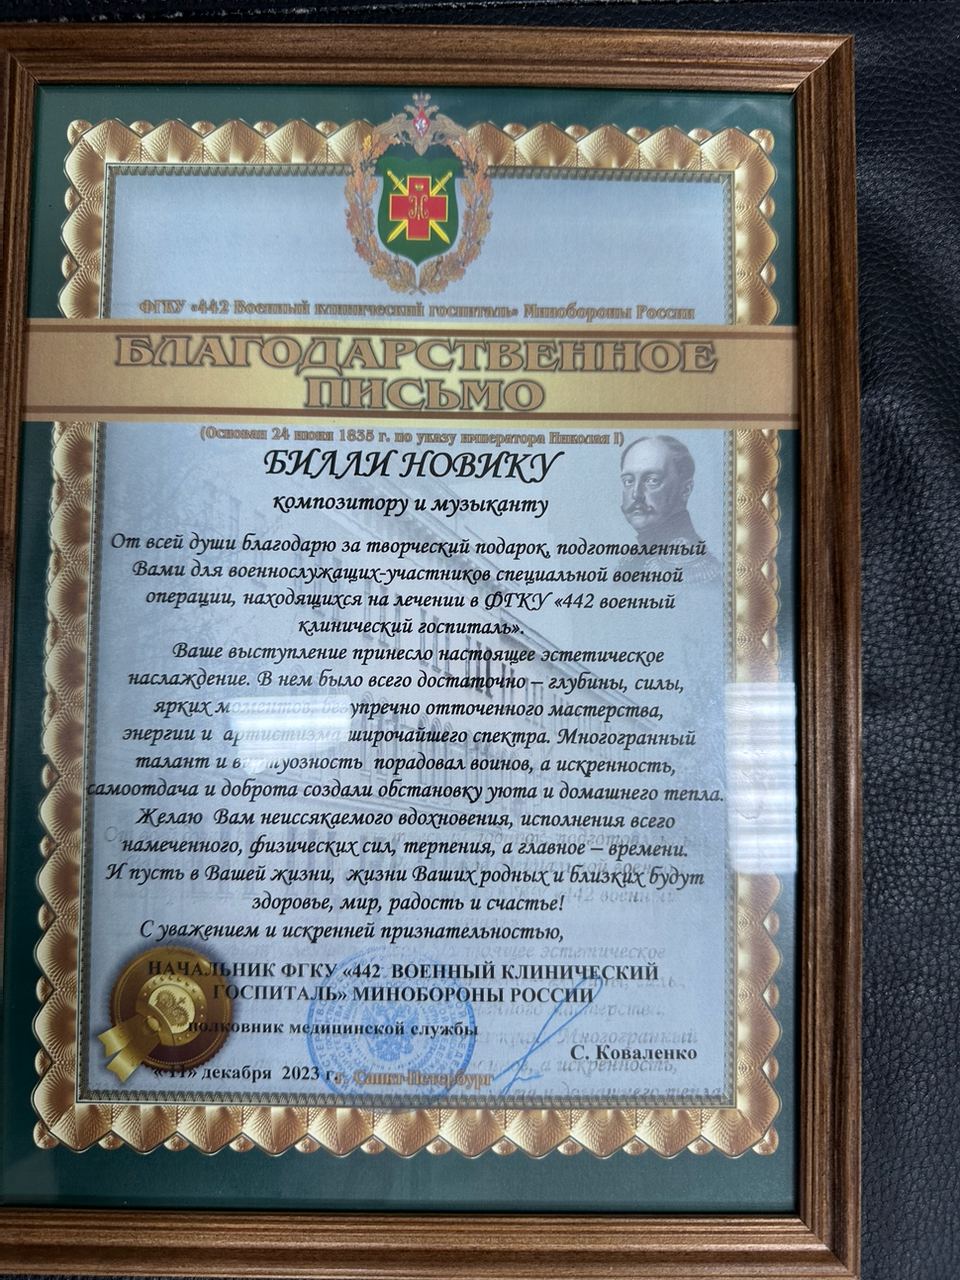 ФГКУ «442 Военный клинический госпиталь» Минобороны России
БЛАГОДАРСТВЕННОЕ
ПИСЬМО
(Основан 24 июня 1835 г. по указу императора Николая I)
БИЛЛИ НОВИКУ
композитору и музыканту
От всей души благодарю за творческий подарок, подготовленный
Вами для военнослужащих-участников специальной военной
операции, находящихся на лечении в ФГКУ «442 военный
клинический госпиталь».
Ваше выступление принесло настоящее эстетическое
наслаждение. В нем было всего достаточно – глубины, силы,
ярких моментов, безупречно отточенного мастерства,
энергии и артистизма широчайшего спектра. Многогранный
талант и виртуозность порадовал воинов, а искренность,
самоотдача и доброта создали обстановку уюта и домашнего тепла.
Желаю Вам неиссякаемого вдохновения, исполнения всего
намеченного, физических сил, терпения, а главное – времени.
И пусть в Вашей жизни, жизни Ваших родных и близких будут
здоровье, мир, радость и счастье!
С уважением и искренней признательностью,
НАЧАЛЬНИК ФГКУ «442 ВОЕННЫЙ КЛИНИЧЕСКИЙ
ГОСПИТАЛЬ» МИНОБОРОНЫ РОССИИ
полковник медицинской службы
С. Коваленко
«11» декабря 2023 г. г. Санкт-Петербург